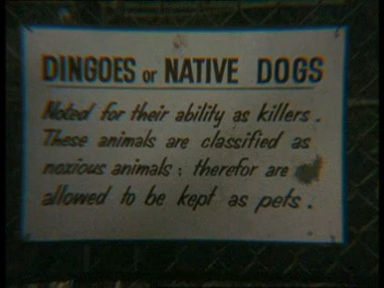 DINGOES or NATIVE DOGS
Noted for their ability as killers.
These animals are classified as
noxious animals: therefor are
allowed to be kept as pets.